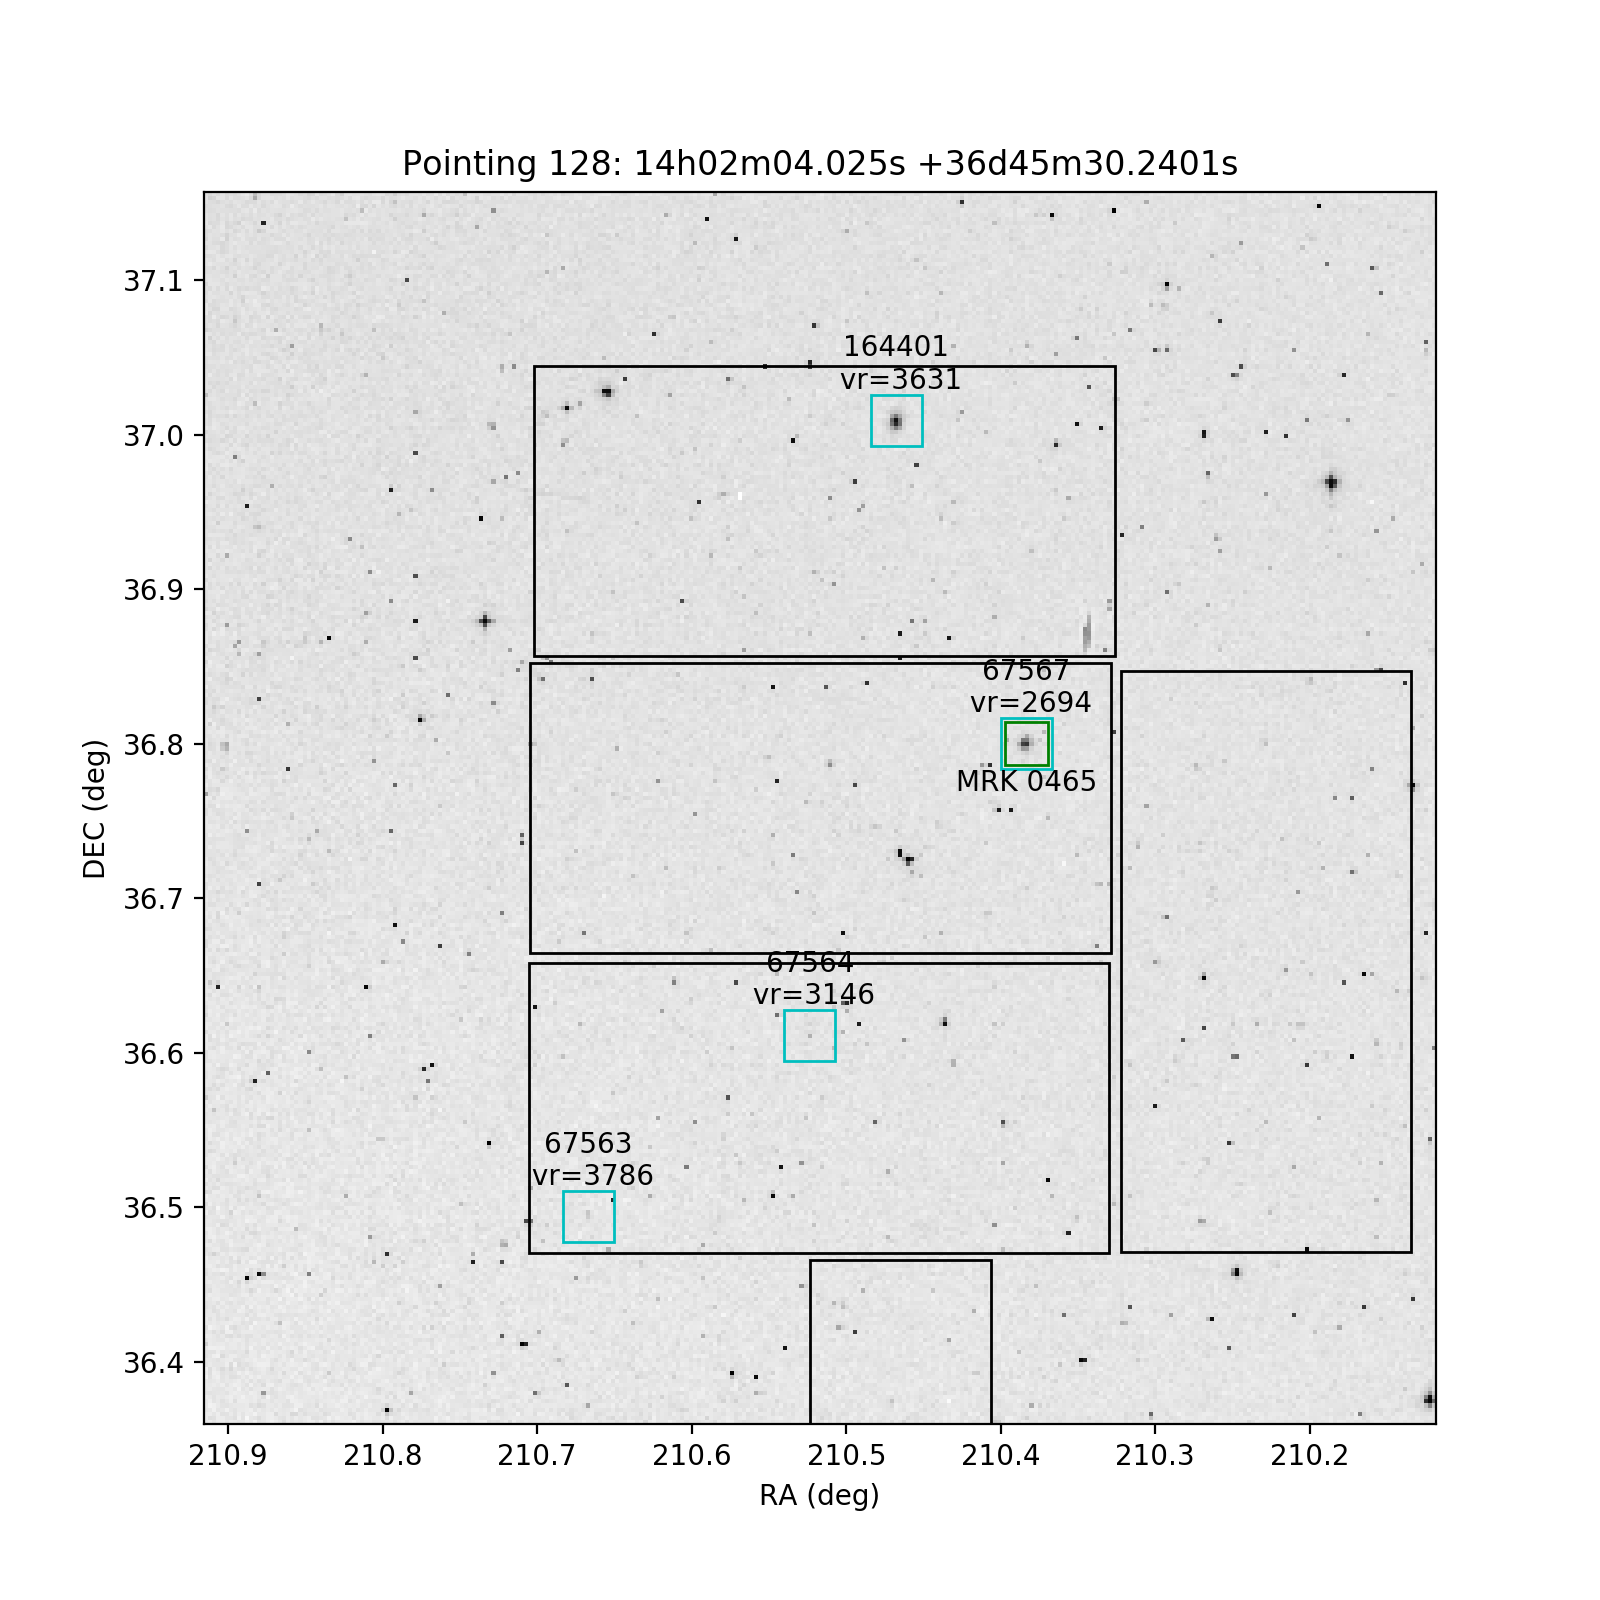 Pointing 128: 14h02m04.025s +36d45m30.2401s
164401
vr=3631
67567
vr=2694
MRK 0465
67564
vr=3146
67563
vr=3786
37.1
37.0
36.9
36.8
36.7
36.6
36.5
36.4
DEC (deg)
210.9 210.8 210.7 210.6 210.5 210.4 210.3 210.2
RA (deg)